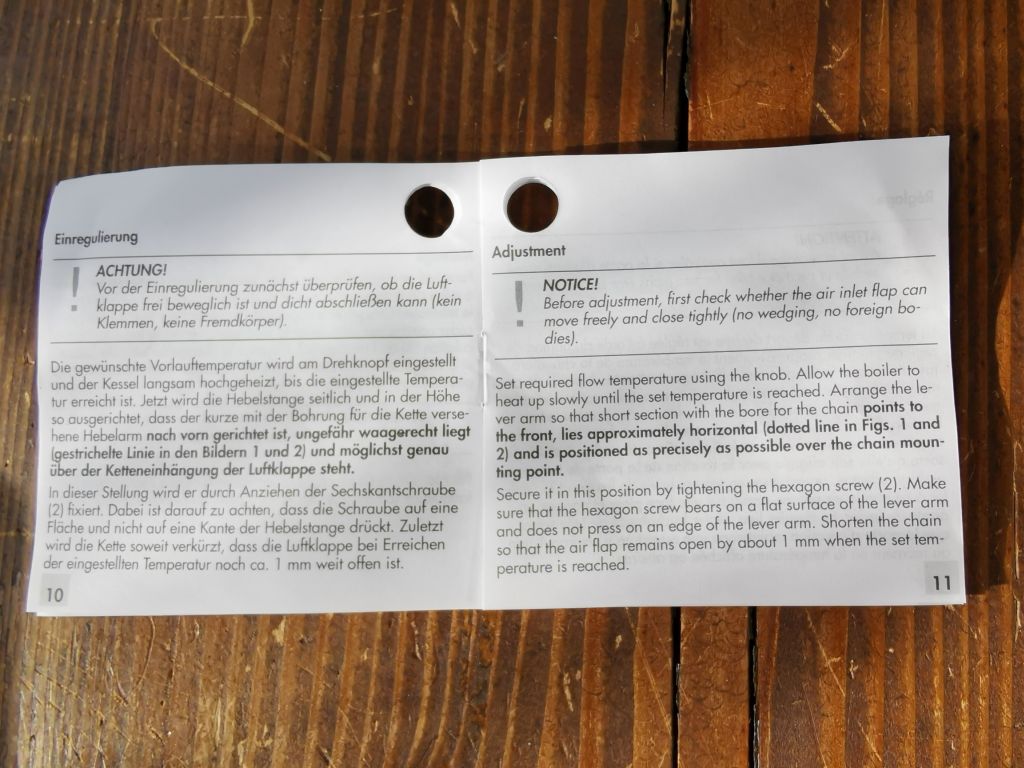 Einregulierung
! ACHTUNG!
Vor der Einregulierung zunächst überprüfen, ob die Luft-
klappe frei beweglich ist und dicht abschließen kann (kein
Klemmen, keine Fremdkörper).
Die gewünschte Vorlauftemperatur wird am Drehknopf eingestellt
und der Kessel langsam hochgeheizt, bis die eingestellte Tempera-
tur erreicht ist. Jetzt wird die Hebelstange seitlich und in der Höhe
so ausgerichtet, dass der kurze mit der Bohrung für die Kette verse-
hene Hebelarm nach vorn gerichtet ist, ungefähr waagerecht liegt
(gestrichelte Linie in den Bildern 1 und 2) und möglichst genau
über der Ketteneinhängung der Luftklappe steht.
In dieser Stellung wird er durch Anziehen der Sechskantschraube
(2) fixiert. Dabei ist darauf zu achten, dass die Schraube auf eine
Fläche und nicht auf eine Kante der Hebelstange drückt. Zuletzt
wird die Kette soweit verkürzt, dass die Luftklappe bei Erreichen
der eingestellten Temperatur noch ca. 1 mm weit offen ist.
10
Adjustment
! NOTICE!
Before adjustment, first check whether the air inlet flap can
move freely and close tightly (no wedging, no foreign bo-
dies).
Set required flow temperature using the knob. Allow the boiler to
heat up slowly until the set temperature is reached. Arrange the le-
ver arm so that short section with the bore for the chain points to
the front, lies approximately horizontal (dotted line in Figs. 1 and
2) and is positioned as precisely as possible over the chain moun-
ting point.
Secure it in this position by tightening the hexagon screw (2). Make
sure that the hexagon screw bears on a flat surface of the lever arm
and does not press on an edge of the lever arm. Shorten the chain
so that the air flap remains open by about 1 mm when the set tem-
perature is reached.
11